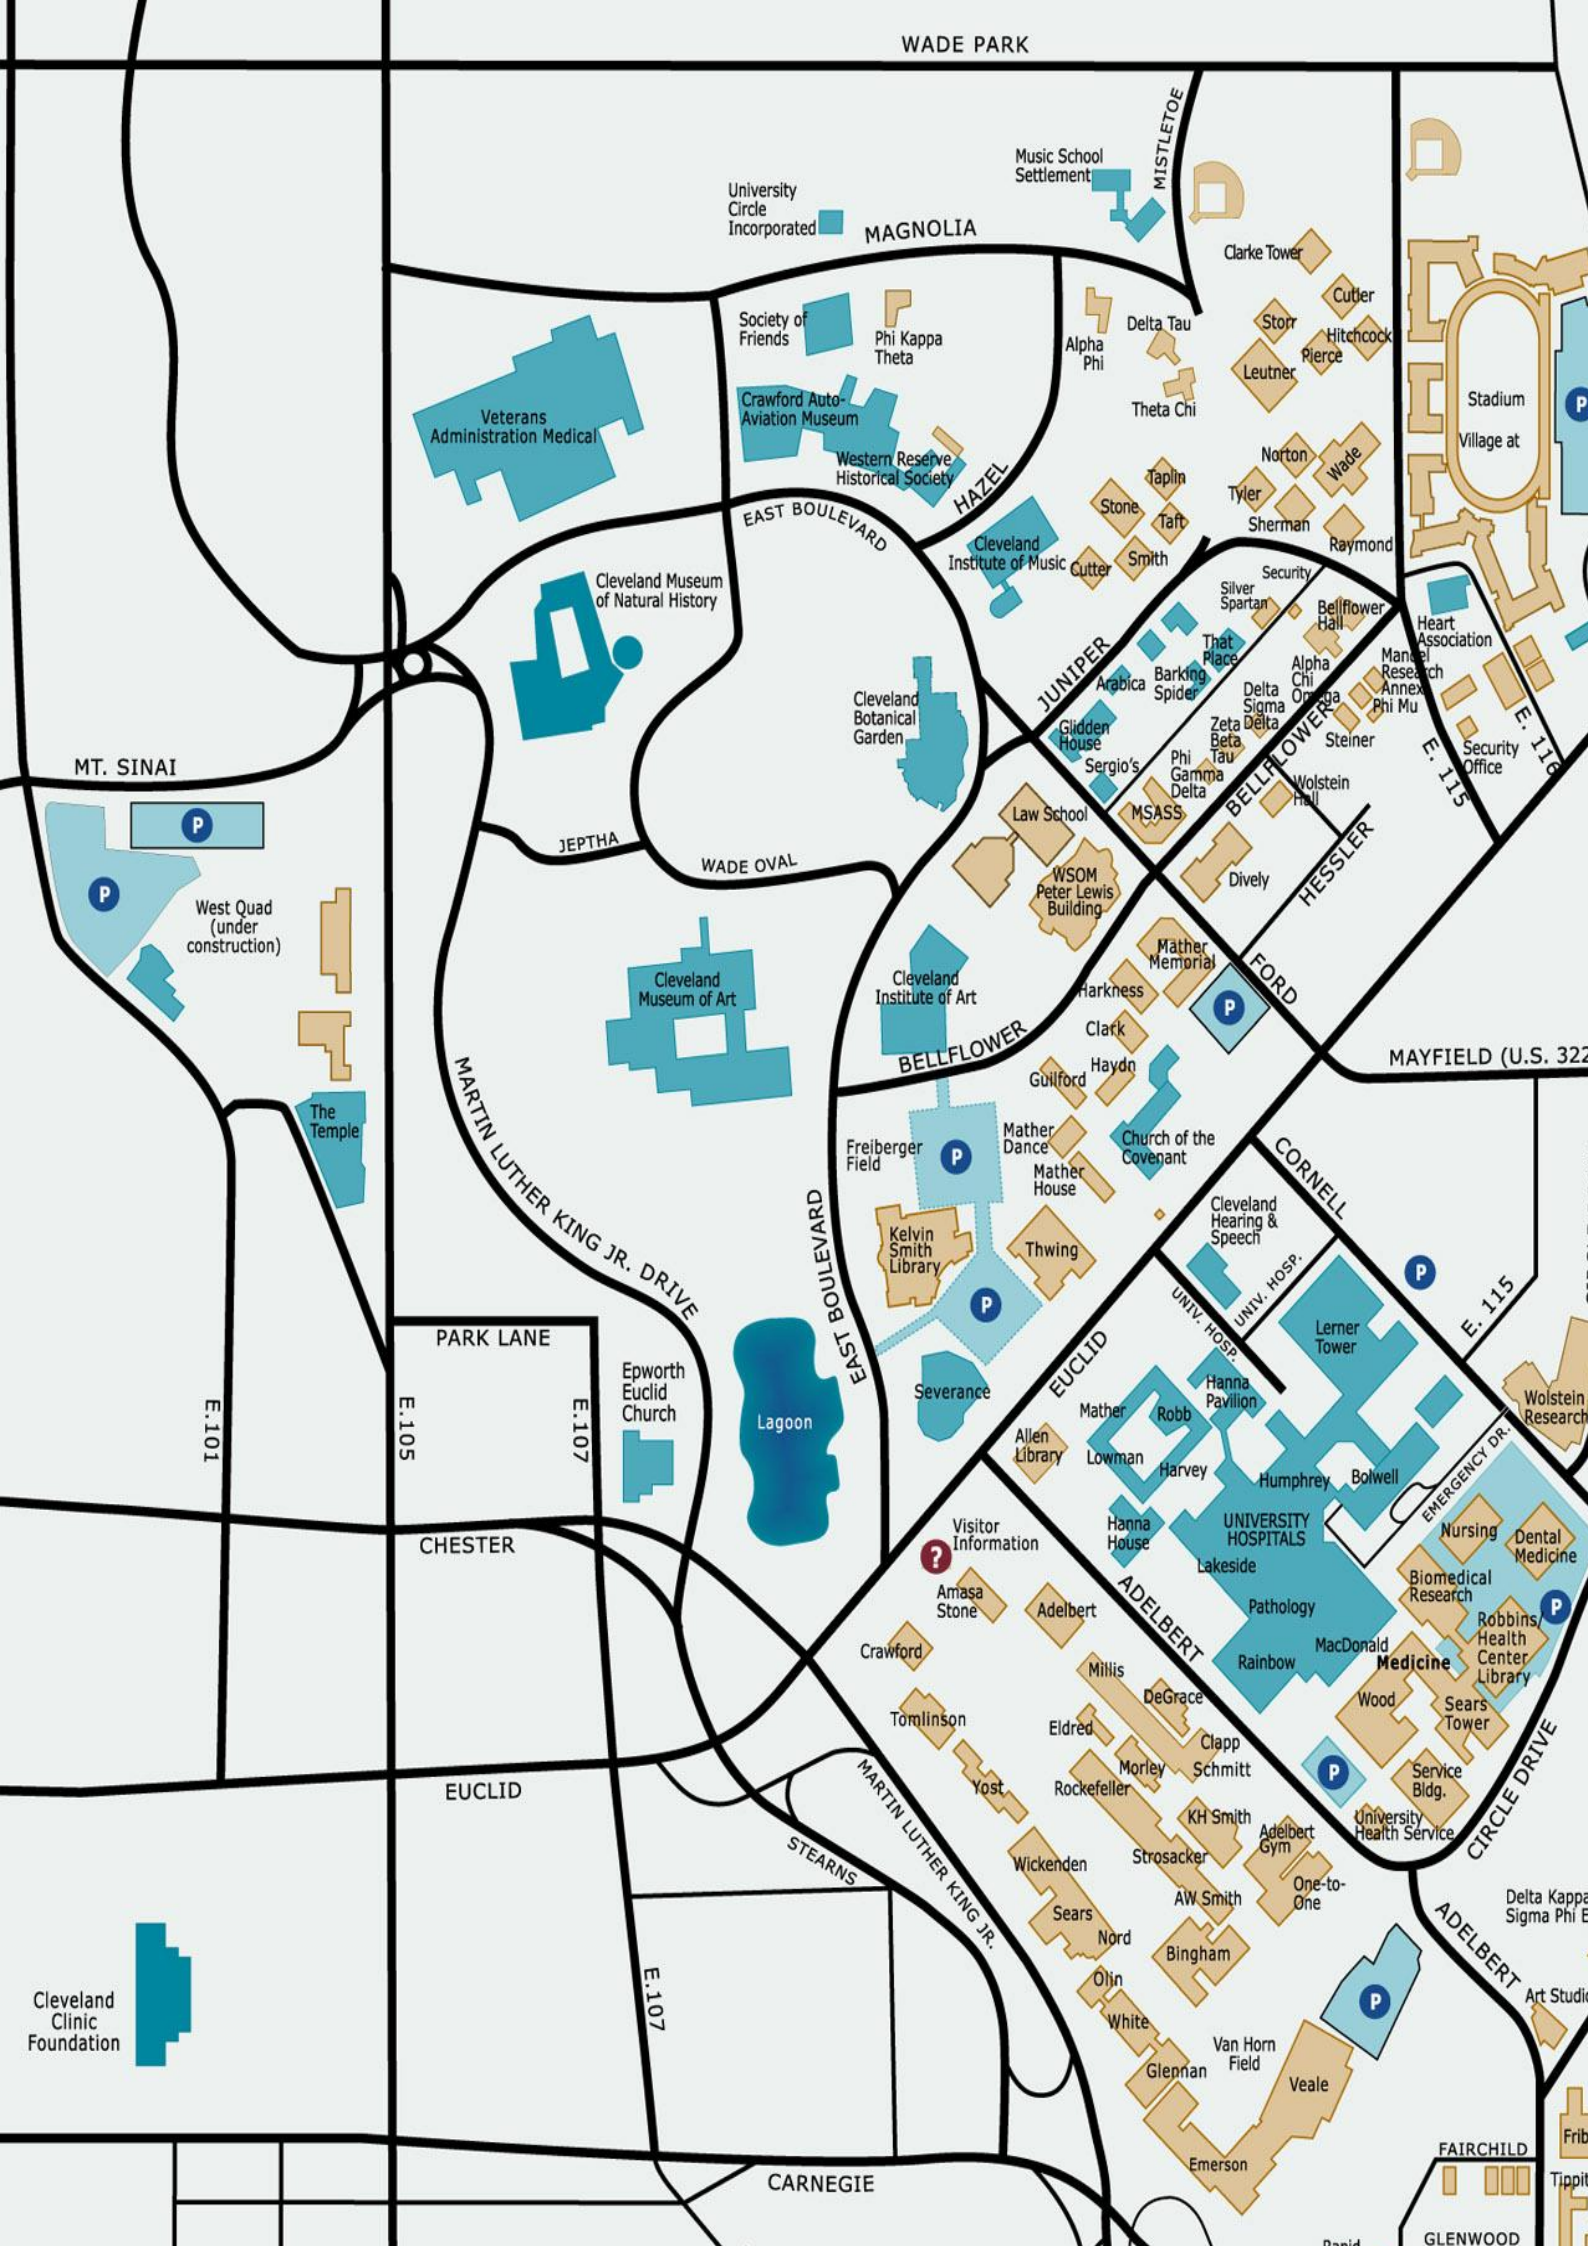 WADE PARK
MISTLETOE
Music School
Settlement
University
Circle
Incorporated
MAGNOLIA
Clarke Tower
Cutler
Storr
Hitchcock
Pierce
Leutner
Society of
Friends
Phi Kappa
Theta
Alpha
Phi
Delta Tau
Theta Chi
Stadium
Village at
P
Veterans
Administration Medical
Crawford Auto-
Aviation Museum
Western Reserve
Historical Society
HAZEL
Norton
Wade
Tyler
Sherman
Raymond
Taplin
Stone
Taft
Smith
Cutter
EAST BOULEVARD
Cleveland
Institute of Music
Cleveland Museum
of Natural History
Security
Silver
Spartan
Bellflower
Hall
Heart
Association
That
Place
JUNIPER
Arabica
Barking
Spider
Alpha
Chi
Omega
Mandel
Research
Annex
Phi Mu
Delta
Sigma
Delta
Zeta
Beta
Tau
Steiner
E. 115
E. 116
Security
Office
Cleveland
Botanical
Garden
Glidden
House
Sergio's
Phi
Gamma
Delta
BELLFLOWER
Wolstein
Hall
MT. SINAI
P
P
JEPTHA
WADE OVAL
Law School
MSASS
HESSLER
Dively
WSOM
Peter Lewis
Building
West Quad
(under
construction)
Mather
Memorial
FORD
P
Cleveland
Museum of Art
Cleveland
Institute of Art
Harkness
Clark
BELLFLOWER
Haydn
Guilford
MAYFIELD (U.S. 322
The
Temple
MARTIN LUTHER KING JR. DRIVE
Freiberger
Field
P
Mather
Dance
Mather
House
Church of the
Covenant
CORNELL
Cleveland
Hearing &
Speech
EAST BOULEVARD
Kelvin
Smith
Library
Thwing
P
UNIV. HOSP.
UNIV. HOSP.
P
E. 115
Lerner
Tower
PARK LANE
Epworth
Euclid
Church
Lagoon
Severance
EUCLID
Hanna
Pavilion
Mather
Robb
Lowman
Harvey
Humphrey
Bolwell
Wolstein
Research
E.101
E.105
E.107
Allen
Library
EMERGENCY DR.
CHESTER
Visitor
Information
?
Hanna
House
UNIVERSITY
HOSPITALS
Lakeside
Pathology
MacDonald
Rainbow
Nursing
Dental
Medicine
Biomedical
Research
P
Robbins/
Health
Center
Library
Medicine
Wood
Sears
Tower
ADELBERT
Amasa
Stone
Adelbert
Crawford
Millis
DeGrace
Tomlinson
Eldred
Clapp
Morley
Schmitt
Rockefeller
P
Service
Bldg.
University
Health Service
CIRCLE DRIVE
EUCLID
Yost
KH Smith
Adelbert
Gym
STEARNS
MARTIN LUTHER KING JR.
Wickenden
Strosacker
One-to-
One
AW Smith
Sears
Nord
Bingham
ADELBERT
Delta Kappa
Sigma Phi E
Cleveland
Clinic
Foundation
E.107
Olin
White
P
Art Studio
Van Horn
Field
Glennan
Veale
Emerson
FAIRCHILD
Frib
Tippit
CARNEGIE
GLENWOOD